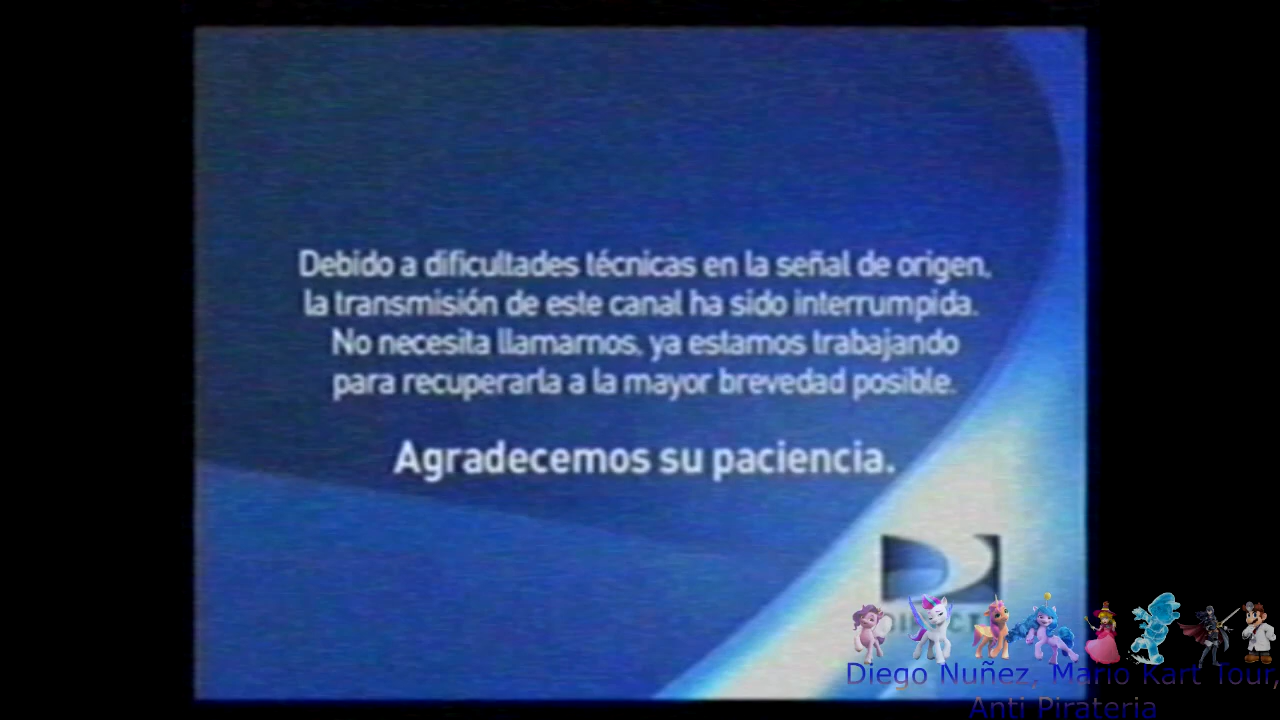 Debido a dificultades técnicas en la señal de origen,
la transmisión de este canal ha sido interrumpida.
No necesita llamarnos, ya estamos trabajando
para recuperarla a la mayor brevedad posible.
Agradecemos su paciencia.
Diego Nuñez, Mario Kart Tour,
Anti Pirateria